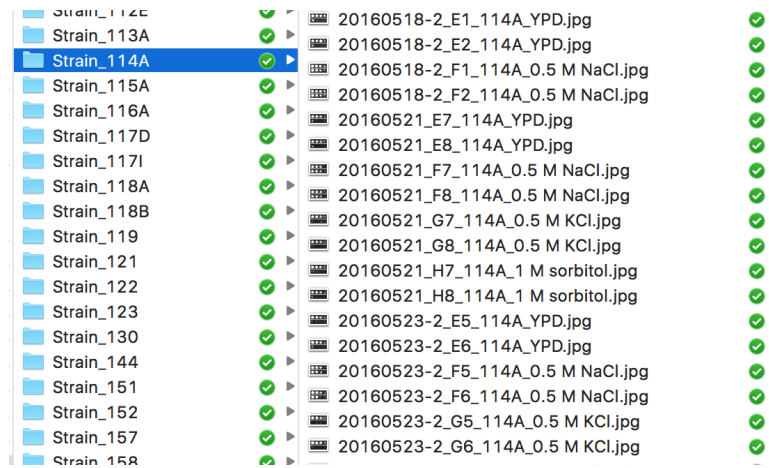 Strain_112E
Strain_113A
Strain_114A
Strain_115A
Strain_116A
Strain_117D
Strain_117I
Strain_118A
Strain_118B
Strain_119
Strain_121
Strain_122
Strain_123
Strain_130
Strain_144
Strain_151
Strain_152
Strain_157
Strain_158
20160518-2_E1_114A_YPD.jpg
20160518-2_E2_114A_YPD.jpg
20160518-2_F1_114A_0.5 M NaCl.jpg
20160518-2_F2_114A_0.5 M NaCl.jpg
20160521_E7_114A_YPD.jpg
20160521_E8_114A_YPD.jpg
20160521_F7_114A_0.5 M NaCl.jpg
20160521_F8_114A_0.5 M NaCl.jpg
20160521_G7_114A_0.5 M KCl.jpg
20160521_G8_114A_0.5 M KCl.jpg
20160521_H7_114A_1 M sorbitol.jpg
20160521_H8_114A_1 M sorbitol.jpg
20160523-2_E5_114A_YPD.jpg
20160523-2_E6_114A_YPD.jpg
20160523-2_F5_114A_0.5 M NaCl.jpg
20160523-2_F6_114A_0.5 M NaCl.jpg
20160523-2_G5_114A_0.5 M KCl.jpg
20160523-2_G6_114A_0.5 M KCl.jpg